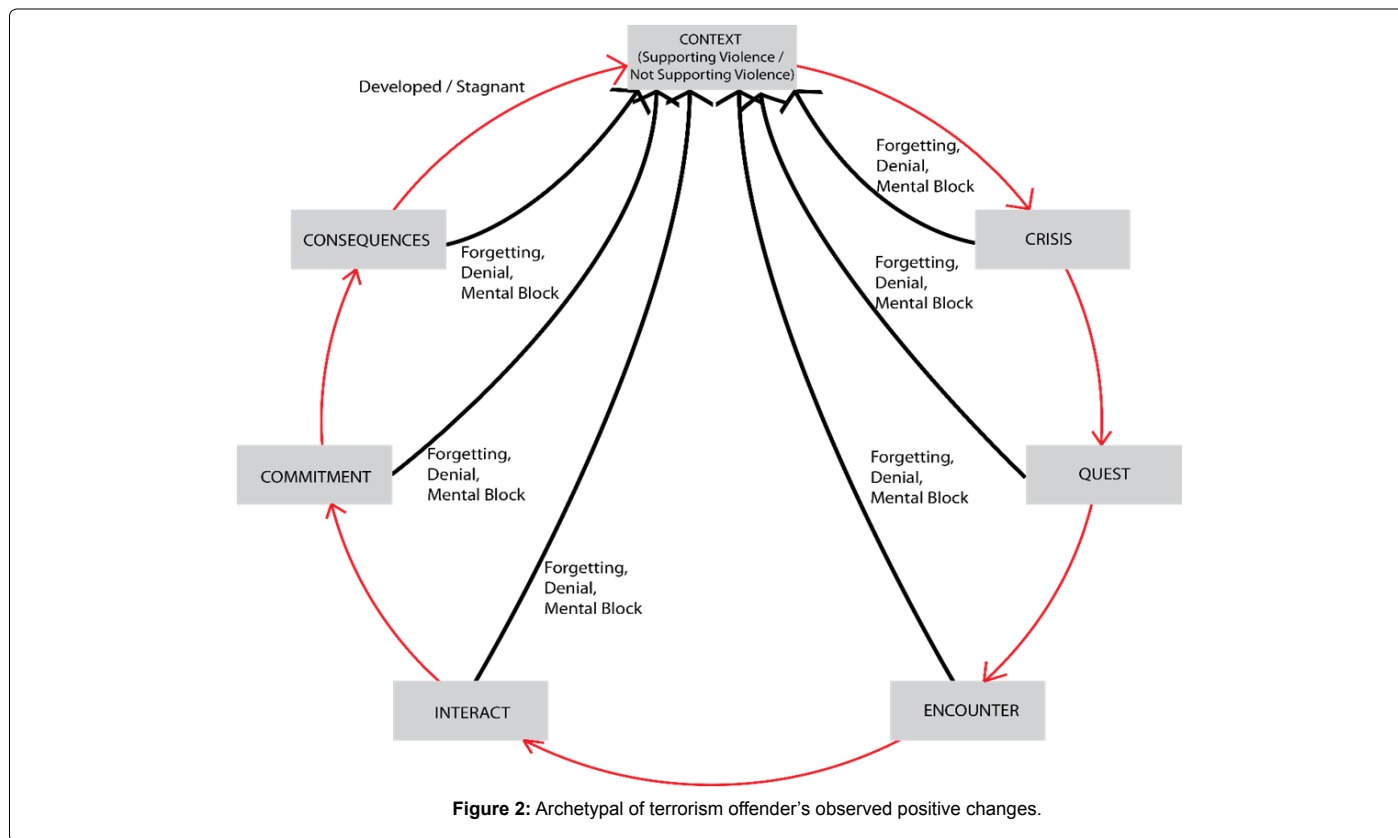 CONTEXT
(Supporting Violence /
Not Supporting Violence)
Developed / Stagnant
Forgetting,
Denial,
Mental Block
CONSEQUENCES
CRISIS
Forgetting,
Denial,
Mental Block
Forgetting,
Denial,
Mental Block
COMMITMENT
Forgetting,
Denial,
Mental Block
Forgetting,
Denial,
Mental Block
QUEST
Forgetting,
Denial,
Mental Block
INTERACT
ENCOUNTER
Figure 2: Archetypal of terrorism offender’s observed positive changes.